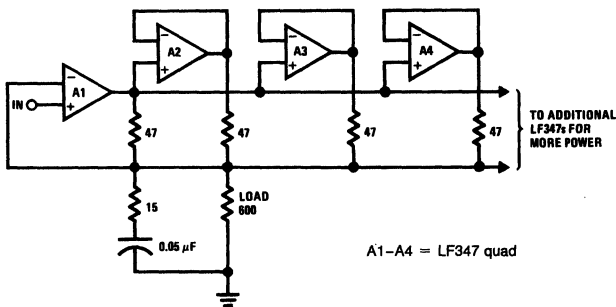 A2
A3
A4
A1
IN
47
47
47
47
TO ADDITIONAL
LF347s FOR
MORE POWER
15
LOAD
600
0.05 μF
A1–A4 = LF347 quad